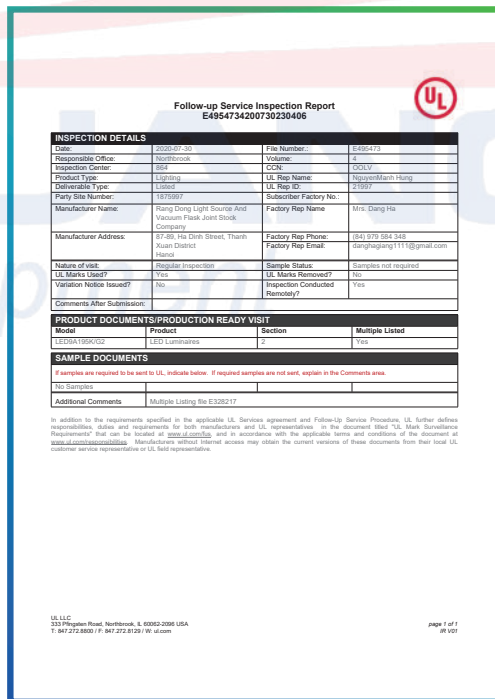 UL
Follow-up Service Inspection Report
E4954734200730230406
INSPECTION DETAILS
Date: 2020-07-30 File Number.: E495473
Responsible Office: Northbrook Volume: 4
Inspection Center: 864 CCN: OOLV
Product Type: Lighting UL Rep Name: NguyenManh Hung
Deliverable Type: Listed UL Rep ID: 21997
Party Site Number: 1875997 Subscriber Factory No.:
Manufacturer Name: Rang Dong Light Source And Factory Rep Name Mrs. Dang Ha
Vacuum Flask Joint Stock
Company
Manufacturer Address: 87-89, Ha Dinh Street, Thanh Factory Rep Phone: (84) 979 584 348
Xuan District Factory Rep Email: danghagiang1111@gmail.com
Hanoi
Nature of visit: Regular Inspection Sample Status: Samples not required
UL Marks Used? Yes UL Marks Removed? No
Variation Notice Issued? No Inspection Conducted Yes
Remotely?
Comments After Submission:
PRODUCT DOCUMENTS/PRODUCTION READY VISIT
Model Product Section Multiple Listed
LED9A195K/G2 LED Luminaires 2 Yes
SAMPLE DOCUMENTS
If samples are required to be sent to UL, indicate below. If required samples are not sent, explain in the Comments area.
No Samples
Additional Comments Multiple Listing file E328217
In addition to the requirements specified in the applicable UL Services agreement and Follow-Up Service Procedure, UL further defines
responsibilities, duties and requirements for both manufacturers and UL representatives in the document titled "UL Mark Surveillance
Requirements" that can be located at www.ul.com/fus, and in accordance with the applicable terms and conditions of the document at
www.ul.com/responsibilities. Manufacturers without Internet access may obtain the current versions of these documents from their local UL
customer service representative or UL field representative.
UL LLC
333 Pfingsten Road, Northbrook, IL 60062-2096 USA page 1 of 1
T: 847.272.8800 / F: 847.272.8129 / W: ul.com IR V01